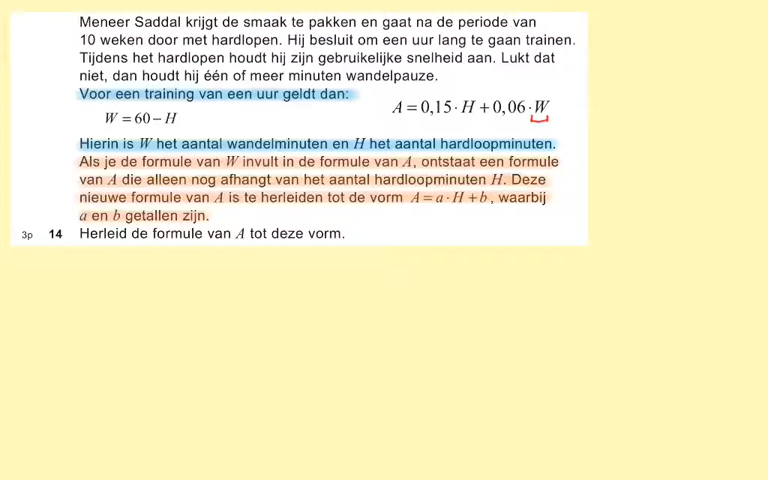 Meneer Saddal krijgt de smaak te pakken en gaat na de periode van
10 weken door met hardlopen. Hij besluit om een uur lang te gaan trainen.
Tijdens het hardlopen houdt hij zijn gebruikelijke snelheid aan. Lukt dat
niet, dan houdt hij één of meer minuten wandelpauze.
Voor een training van een uur geldt dan:
A = 0,15 · H + 0,06 · W
W = 60 – H
Hierin is W het aantal wandelminuten en H het aantal hardloopminuten.
Als je de formule van W invult in de formule van A, ontstaat een formule
van A die alleen nog afhangt van het aantal hardloopminuten H. Deze
nieuwe formule van A is te herleiden tot de vorm A = a · H + b, waarbij
a en b getallen zijn.
3p 14 Herleid de formule van A tot deze vorm.